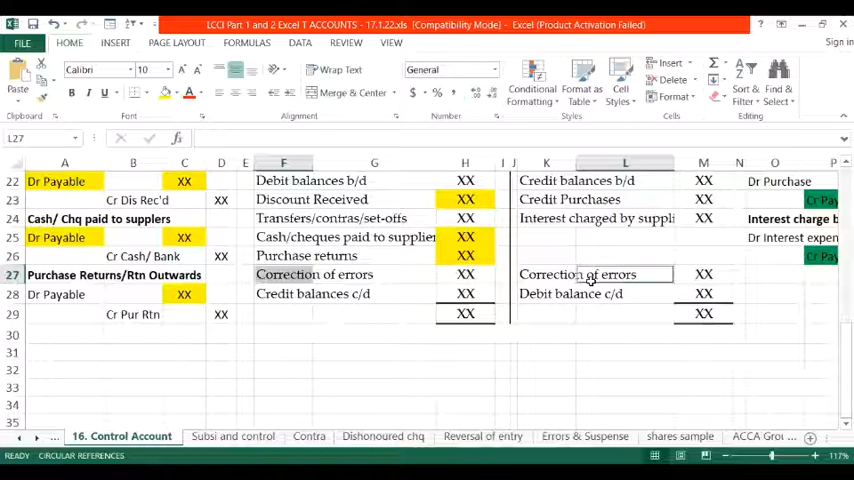 LCCI Part 1 and 2 Excel T ACCOUNTS - 17.1.22.xls [Compatibility Mode] - Excel (Product Activation Failed)
FILE HOME INSERT PAGE LAYOUT FORMULAS DATA REVIEW VIEW Sign in
Calibri 10 A A Wrap Text General
Paste B I U A Merge & Center $ % , Conditional Formatting Format as Table Cell Styles Insert Delete Format Sort & Filter Find & Select
Clipboard Font Alignment Number Styles Cells Editing
L27 fx
A B C D E F G H I J K L M N O P
22 Dr Payable XX Debit balances b/d XX Credit balances b/d XX Dr Purchase
23 Cr Dis Rec'd XX Discount Received XX Credit Purchases XX Cr Pay
24 Cash/ Chq paid to supplers Transfers/contras/set-offs XX Interest charged by suppli XX Interest charge b
25 Dr Payable XX Cash/cheques paid to supplier XX Dr Interest expen
26 Cr Cash/ Bank XX Purchase returns XX Cr Pay
27 Purchase Returns/Rtn Outwards Correction of errors XX Correction of errors XX
28 Dr Payable XX Credit balances c/d XX Debit balance c/d XX
29 Cr Pur Rtn XX XX XX
30
31
32
33
34
35
... 16. Control Account Subsi and control Contra Dishonoured chq Reversal of entry Errors & Suspense shares sample ACCA Grou ...
READY CIRCULAR REFERENCES 117%